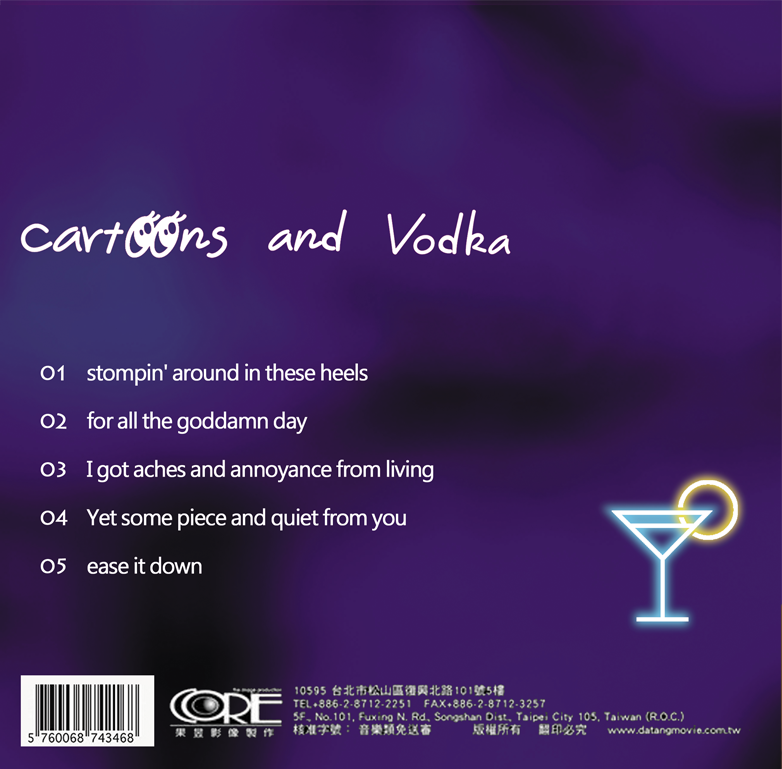 cartoons and Vodka
01 stompin' around in these heels
02 for all the goddamn day
03 I got aches and annoyance from living
04 Yet some piece and quiet from you
05 ease it down
the image production
CORE
果昱影像製作
5 760068 743468
10595 台北市松山區復興北路101號5樓
TEL+886-2-8712-2251 FAX+886-2-8712-3257
5F., No.101, Fuxing N. Rd., Songshan Dist., Taipei City 105, Taiwan (R.O.C.)
核准字號： 音樂類免送審 版權所有 翻印必究 www.datangmovie.com.tw